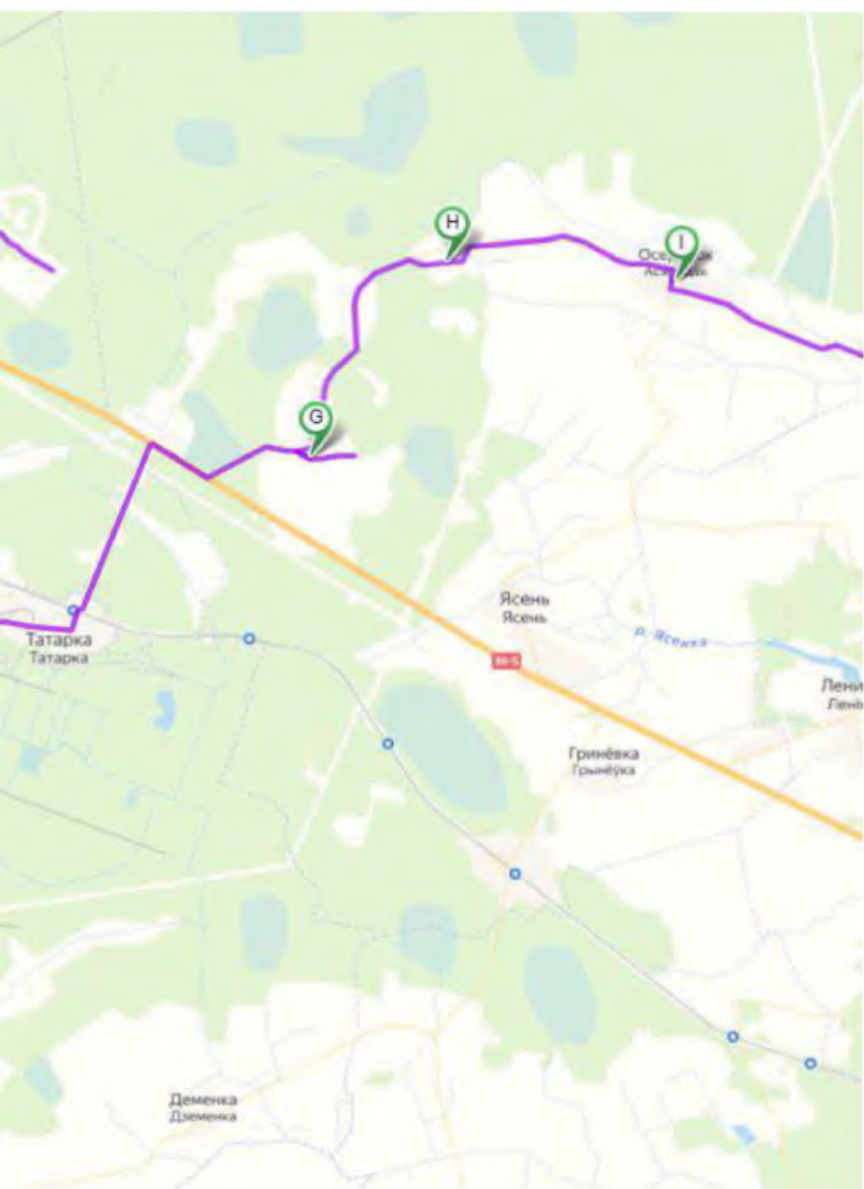 H
I
G
Ясень
Ясень
М-5
р. Ясенка
Татарка
Татарка
Гринёвка
Грынёўка
Деменка
Дземенка